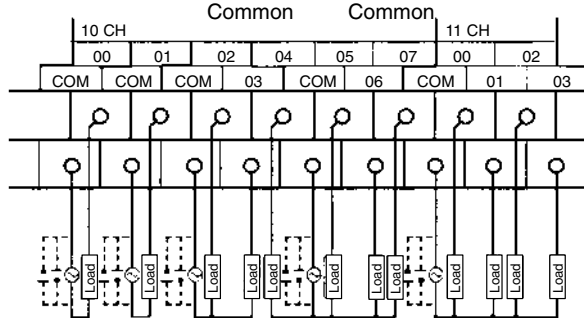 Common Common
10 CH 11 CH
00 01 02 04 05 07 00 02
COM COM COM 03 COM 06 COM 01 03
Load Load Load Load Load Load Load Load Load Load Load Load